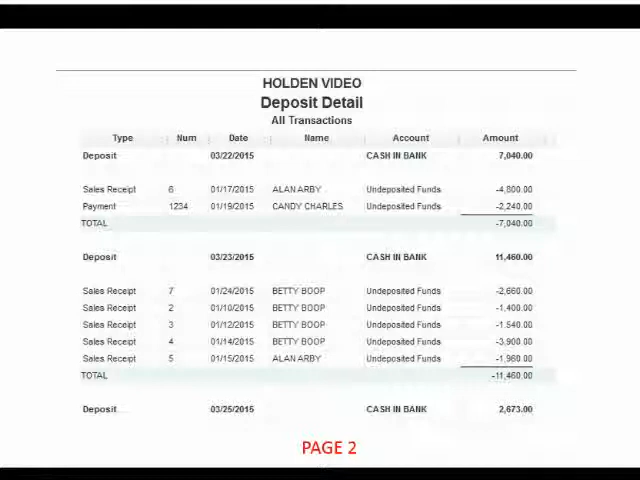 HOLDEN VIDEO
Deposit Detail
All Transactions
Type Num Date Name Account Amount
Deposit 03/22/2015 CASH IN BANK 7,040.00
Sales Receipt 6 01/17/2015 ALAN ARBY Undeposited Funds -4,800.00
Payment 1234 01/19/2015 CANDY CHARLES Undeposited Funds -2,240.00
TOTAL -7,040.00
Deposit 03/23/2015 CASH IN BANK 11,460.00
Sales Receipt 7 01/24/2015 BETTY BOOP Undeposited Funds -2,660.00
Sales Receipt 2 01/10/2015 BETTY BOOP Undeposited Funds -1,400.00
Sales Receipt 3 01/12/2015 BETTY BOOP Undeposited Funds -1,540.00
Sales Receipt 4 01/14/2015 BETTY BOOP Undeposited Funds -3,900.00
Sales Receipt 5 01/15/2015 ALAN ARBY Undeposited Funds -1,960.00
TOTAL -11,460.00
Deposit 03/25/2015 CASH IN BANK 2,673.00
PAGE 2